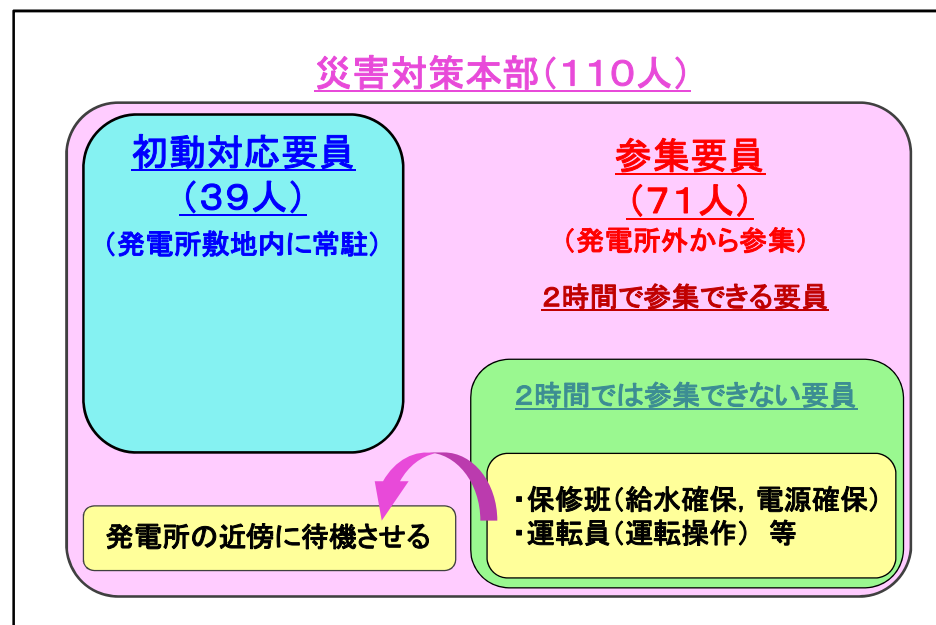 災害対策本部(110人)
初動対応要員
(39人)
(発電所敷地内に常駐)
参集要員
(71人)
(発電所外から参集)
2時間で参集できる要員
2時間では参集できない要員
・保修班(給水確保,電源確保)
・運転員(運転操作) 等
発電所の近傍に待機させる